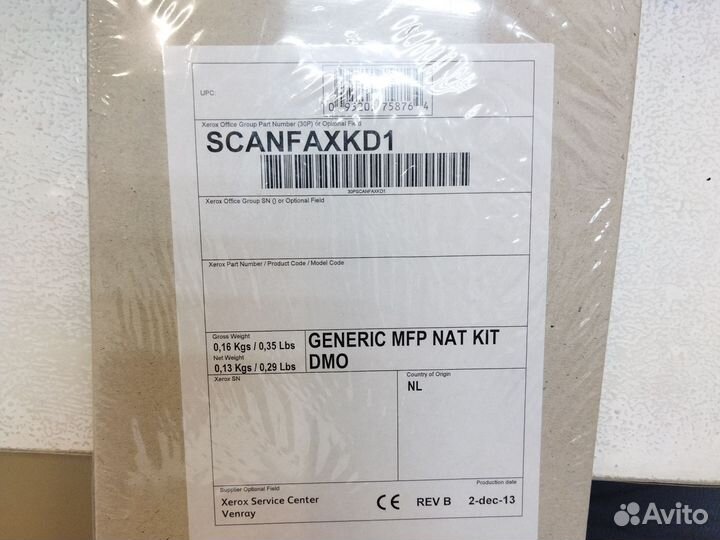 UPC:
4
Xerox Office Group Part Number (30P) or Optional Field
SCANFAXKD1
30PSCANFAXKD1
Xerox Office Group SN () or Optional Field
Xerox Part Number / Product Code / Model Code
Gross Weight
0,16 Kgs / 0,35 Lbs
Net Weight
0,13 Kgs / 0,29 Lbs
GENERIC MFP NAT KIT
DMO
Xerox SN
Country of Origin
NL
Supplier Optional Field
Xerox Service Center
Venray
CE
REV B
Production date
2-dec-13
Avito